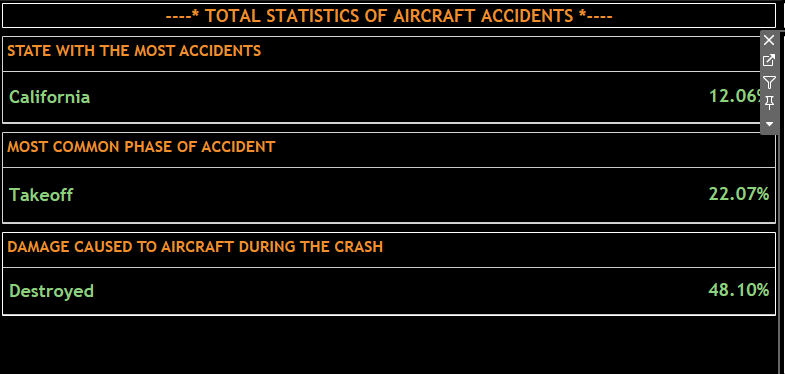 ----* TOTAL STATISTICS OF AIRCRAFT ACCIDENTS *----
STATE WITH THE MOST ACCIDENTS
California 12.06%
MOST COMMON PHASE OF ACCIDENT
Takeoff 22.07%
DAMAGE CAUSED TO AIRCRAFT DURING THE CRASH
Destroyed 48.10%